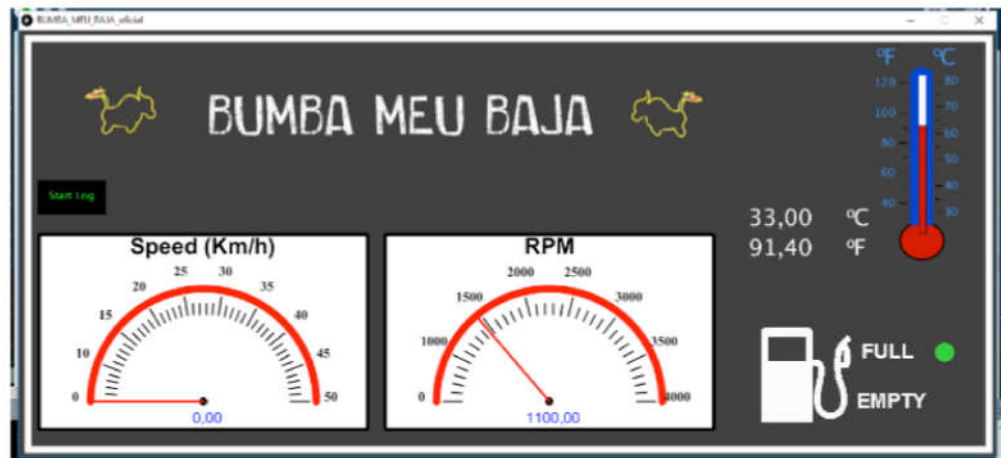 BUMBA_MEU_BAJA_oficial
BUMBA MEU BAJA
ºF ºC
120 80
100 70
80 60
60 50
40 40
30
Start Log
33,00 ºC
91,40 ºF
Speed (Km/h)
0 10 15 20 25 30 35 40 45 50
0,00
RPM
0 1000 1500 2000 2500 3000 3500 4000
1100,00
FULL
EMPTY